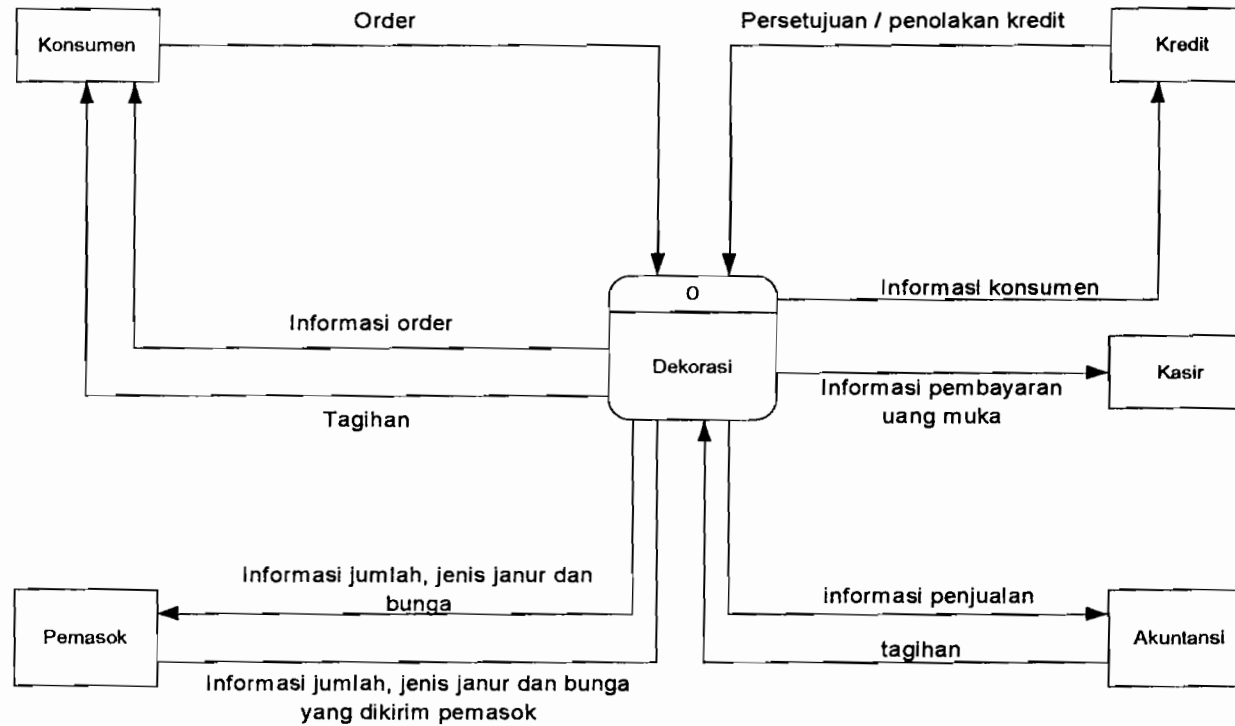 Order
Persetujuan / penolakan kredit
Konsumen
Kredit
0
Informasi konsumen
Informasi order
Dekorasi
Kasir
Informasi pembayaran
uang muka
Tagihan
Informasi jumlah, jenis janur dan
bunga
informasi penjualan
Pemasok
Akuntansi
tagihan
Informasi jumlah, jenis janur dan bunga
yang dikirim pemasok